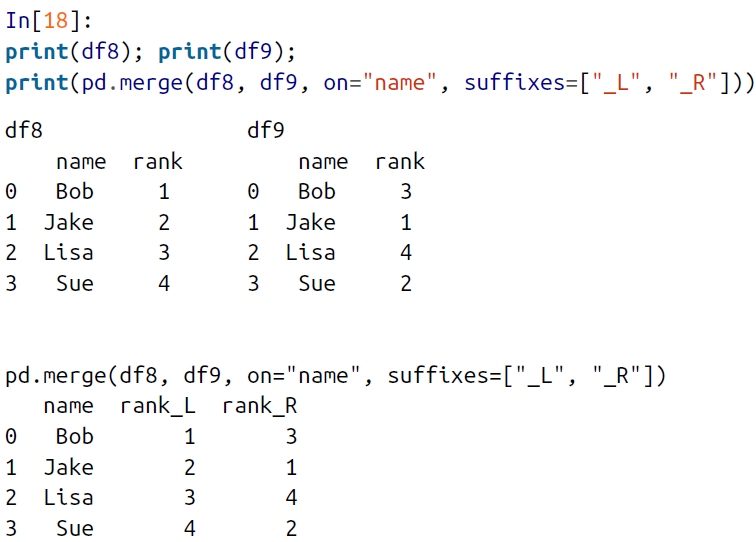 In[18]:
print(df8); print(df9);
print(pd.merge(df8, df9, on="name", suffixes=["_L", "_R"]))
df8                df9
    name  rank         name  rank
0   Bob     1      0   Bob     3
1  Jake     2      1  Jake     1
2  Lisa     3      2  Lisa     4
3   Sue     4      3   Sue     2
pd.merge(df8, df9, on="name", suffixes=["_L", "_R"])
   name  rank_L  rank_R
0   Bob       1       3
1  Jake       2       1
2  Lisa       3       4
3   Sue       4       2